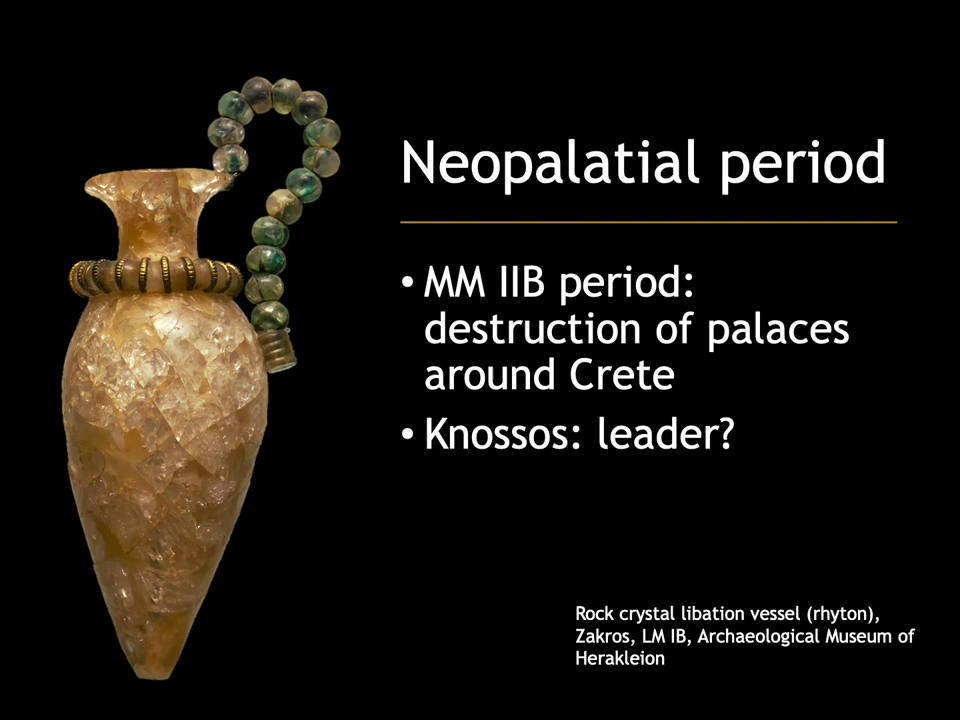 Neopalatial period
• MM IIB period:
destruction of palaces
around Crete
• Knossos: leader?
Rock crystal libation vessel (rhyton),
Zakros, LM IB, Archaeological Museum of
Herakleion